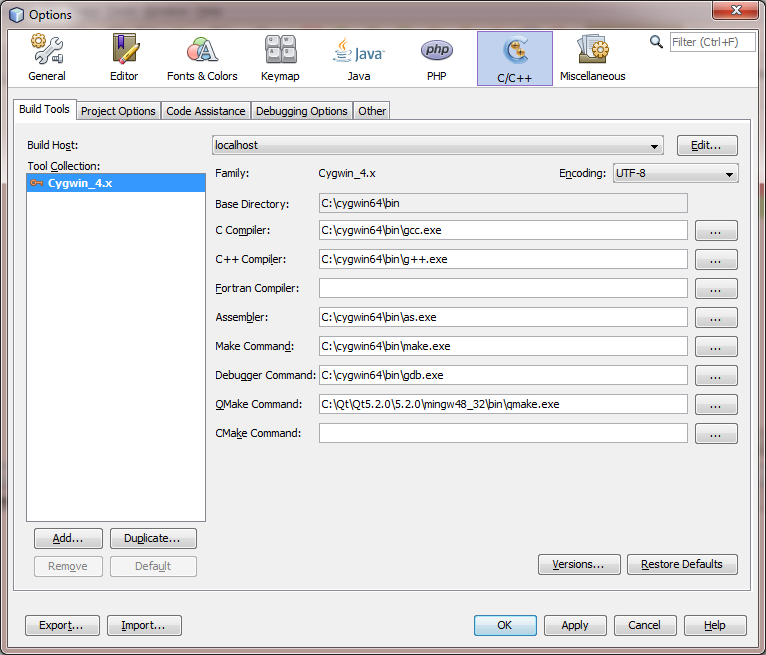 Options
General
Editor
Fonts & Colors
Keymap
Java
Java
php
PHP
C/C++
Miscellaneous
Filter (Ctrl+F)
Build Tools
Project Options
Code Assistance
Debugging Options
Other
Build Host:
localhost
Edit...
Tool Collection:
Cygwin_4.x
Family:
Cygwin_4.x
Encoding:
UTF-8
Base Directory:
C:\cygwin64\bin
C Compiler:
C:\cygwin64\bin\gcc.exe
...
C++ Compiler:
C:\cygwin64\bin\g++.exe
...
Fortran Compiler:
...
Assembler:
C:\cygwin64\bin\as.exe
...
Make Command:
C:\cygwin64\bin\make.exe
...
Debugger Command:
C:\cygwin64\bin\gdb.exe
...
QMake Command:
C:\Qt\Qt5.2.0\5.2.0\mingw48_32\bin\qmake.exe
...
CMake Command:
...
Add...
Duplicate...
Remove
Default
Versions...
Restore Defaults
Export...
Import...
OK
Apply
Cancel
Help